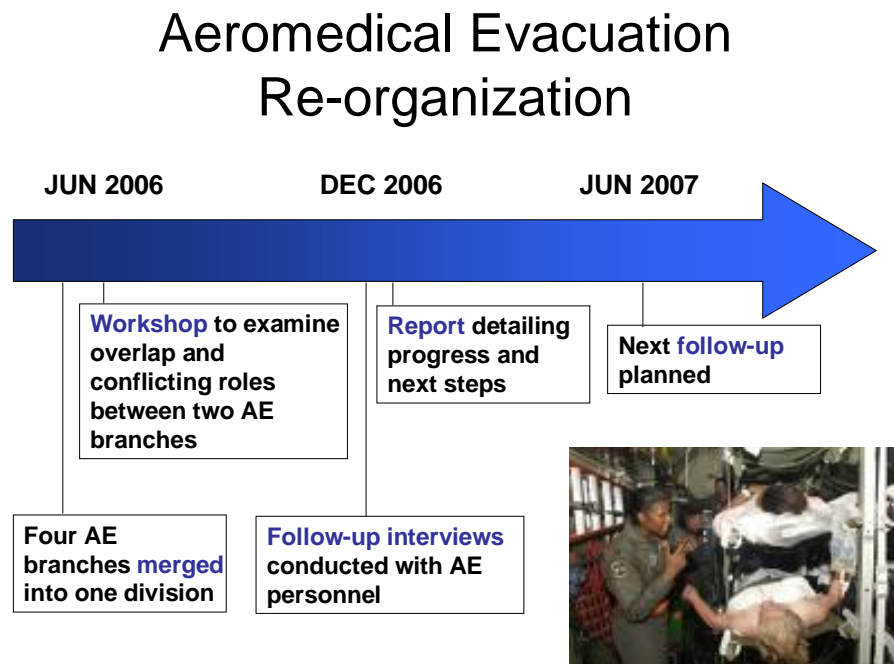 Aeromedical Evacuation
Re-organization
JUN 2006
DEC 2006
JUN 2007
Workshop to examine
overlap and
conflicting roles
between two AE
branches
Report detailing
progress and
next steps
Next follow-up
planned
Four AE
branches merged
into one division
Follow-up interviews
conducted with AE
personnel